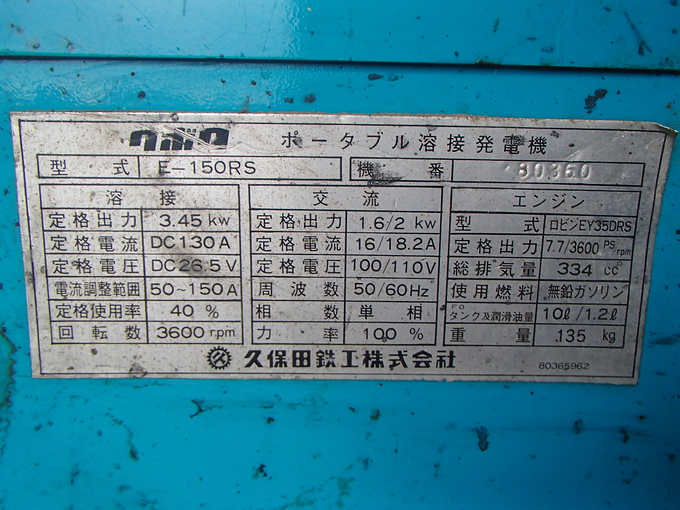 クボタ ポータブル溶接発電機
型式 E-150RS 機番 80360
溶接 交流 エンジン
定格出力 3.45 kw 定格出力 1.6/2 kw 型式 ロビンEY35DRS
定格電流 DC130A 定格電流 16/18.2A 定格出力 7.7/3600 PS/rpm
定格電圧 DC26.5V 定格電圧 100/110V 総排気量 334 cc
電流調整範囲 50~150A 周波数 50/60Hz 使用燃料 無鉛ガソリン
定格使用率 40 % 相数 単相 タンク及潤滑油量 10ℓ/1.2ℓ
回転数 3600 rpm 力率 100 % 重量 135 kg
久保田鉄工株式会社 80365962